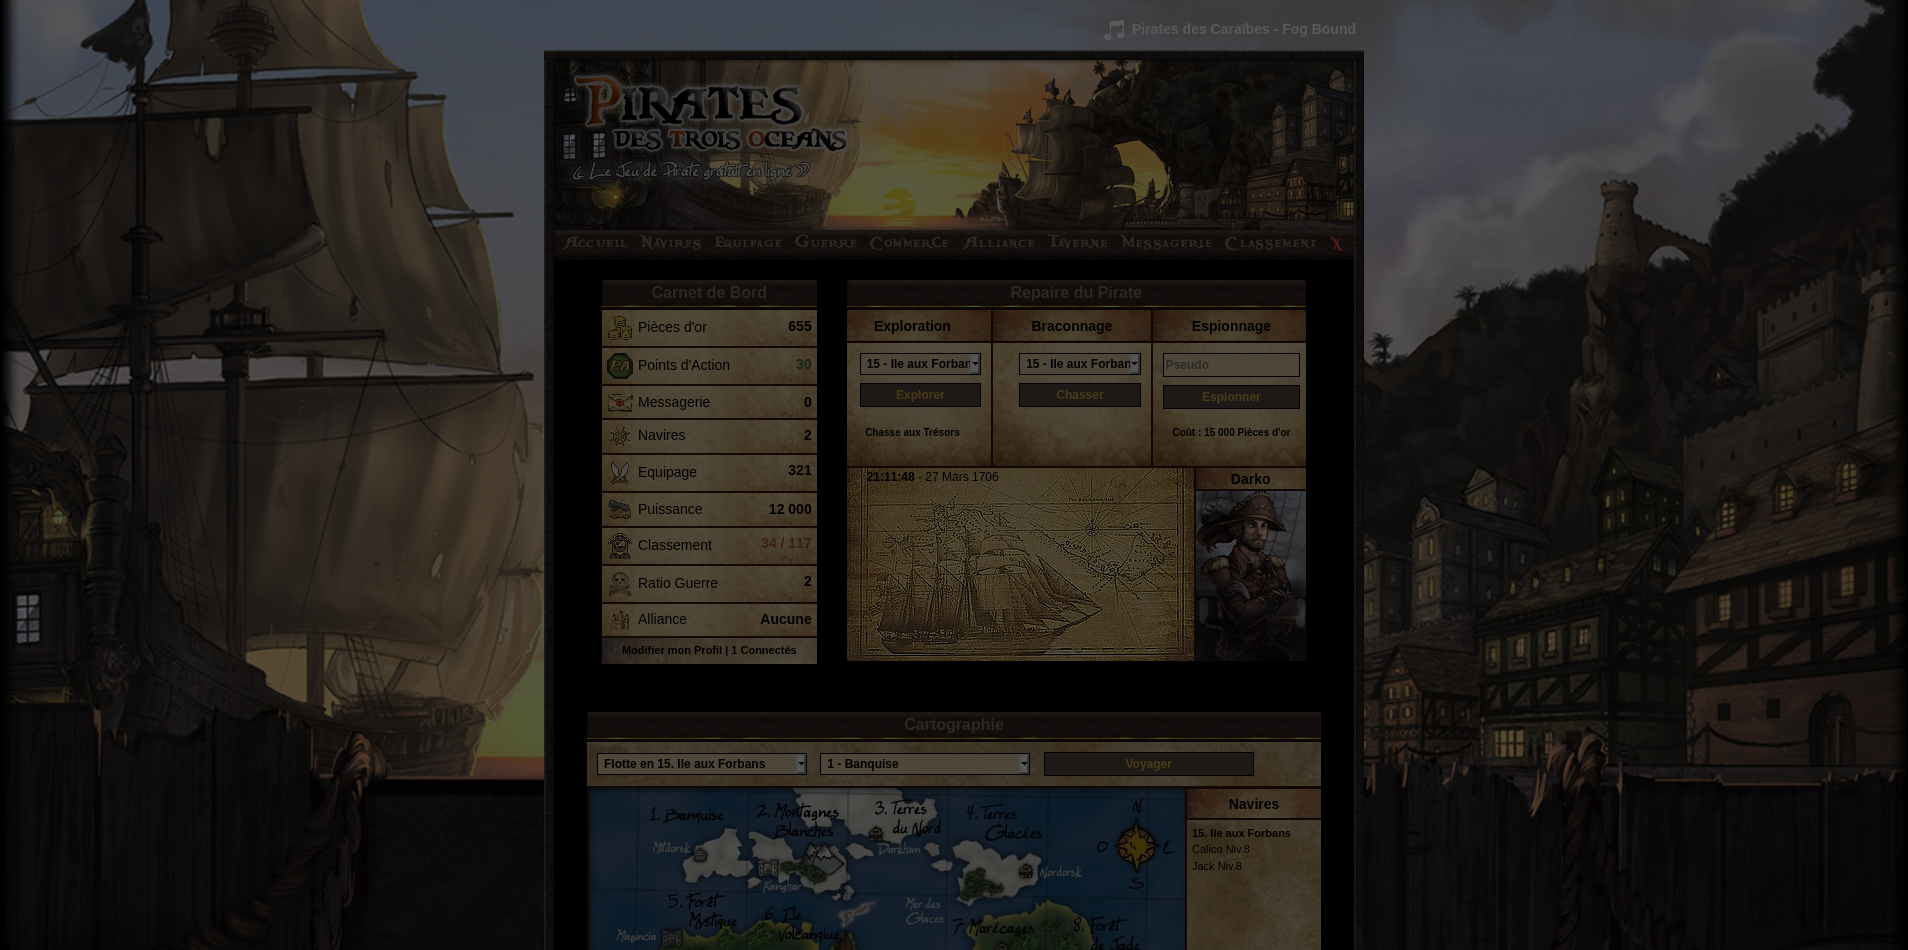 Pirates des Caraïbes - Fog Bound
Pirates
des Trois Oceans
« Le Jeu de Pirate gratuit en ligne »
Accueil Navires Equipage Guerre Commerce Alliance Taverne Messagerie Classement X
Carnet de Bord
Pièces d'or 655
PA Points d'Action 30
Messagerie 0
Navires 2
Equipage 321
Puissance 12 000
Classement 34 / 117
Ratio Guerre 2
Alliance Aucune
Modifier mon Profil | 1 Connectés
Repaire du Pirate
Exploration Braconnage Espionnage
15 - Ile aux Forban 15 - Ile aux Forban Pseudo
Explorer Chasser Espionner
Chasse aux Trésors Coût : 15 000 Pièces d'or
21:11:48 - 27 Mars 1706
Darko
Cartographie
Flotte en 15. Ile aux Forbans 1 - Banquise Voyager
1. Banquise
2. Montagnes
Blanches
3. Terres
du Nord
4. Terres
Glacées
N
O E
S
Darkhan
Kanghar
Nordorsk
5. Forêt
Mystique
6. Ile
Volcanique
Mer des
Glaces
7. Marécages
8. Forêt
de Jade
Magincia
Navires
15. Ile aux Forbans
Calico Niv.8
Jack Niv.8